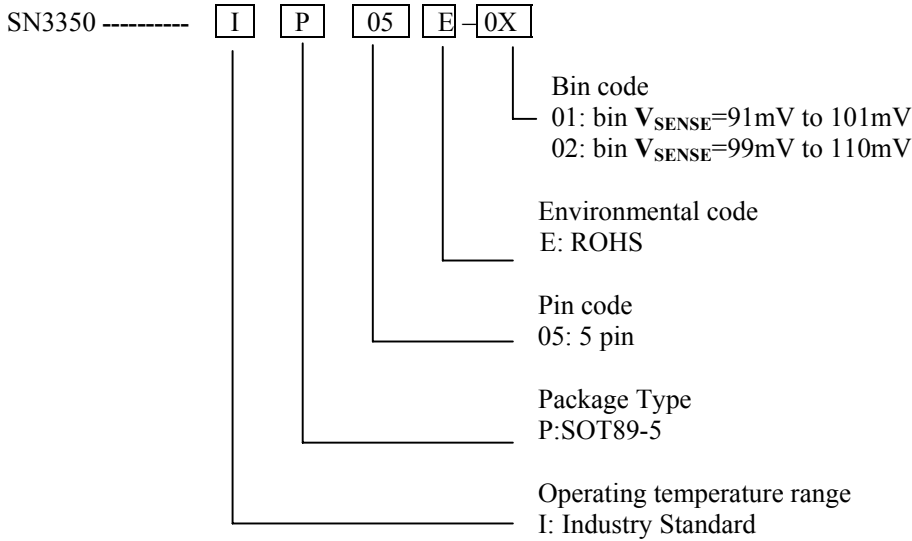 SN3350 ---------- I P 05 E – 0X
Bin code
01: bin VSENSE=91mV to 101mV
02: bin VSENSE=99mV to 110mV
Environmental code
E: ROHS
Pin code
05: 5 pin
Package Type
P:SOT89-5
Operating temperature range
I: Industry Standard